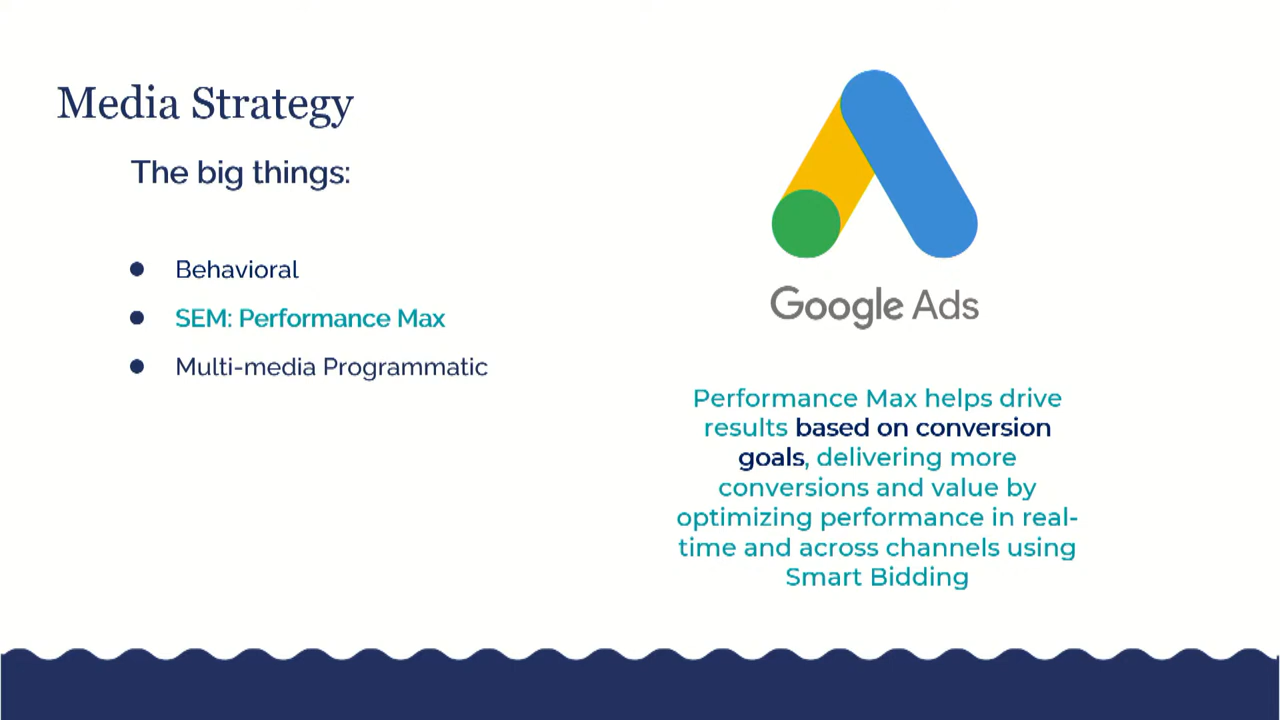 Media Strategy
The big things:
Behavioral
SEM: Performance Max
Multi-media Programmatic
Google Ads
Performance Max helps drive
results based on conversion
goals, delivering more
conversions and value by
optimizing performance in real-
time and across channels using
Smart Bidding